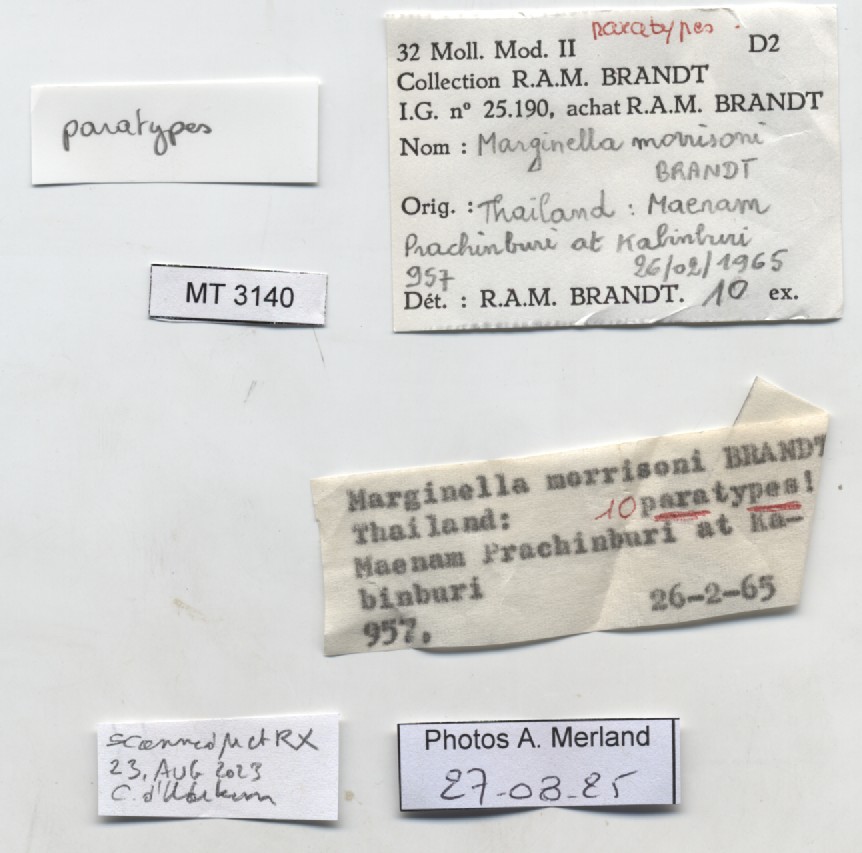 paratypes
paratypes.
32 Moll. Mod. II D2
Collection R.A.M. BRANDT
I.G. nº 25.190, achat R.A.M. BRANDT
Nom : Marginella morrisoni
BRANDT
Orig. : Thailand : Maenam
Prachinburi at Kabinburi
957 26/02/1965
Dét. : R.A.M. BRANDT. 10 ex.
MT 3140
Marginella morrisoni BRANDT
Thailand: 10 paratypes!
Maenam Prachinburi at Ka-
binburi
957. 26-2-65
scanned µct RX
23. AUG 2023
C. d'Udekem
Photos A. Merland
27-08-25